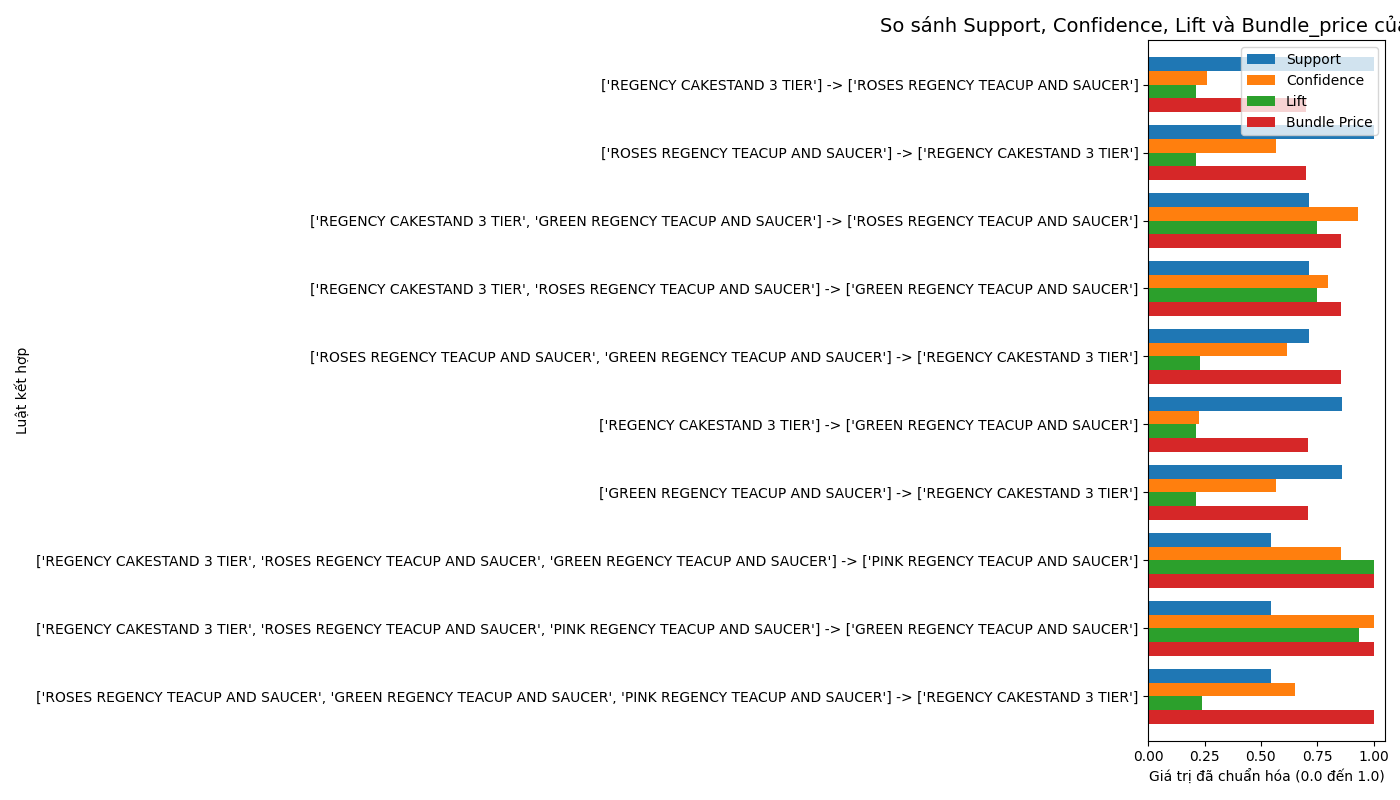 So sánh Support, Confidence, Lift và Bundle_price củ
Support
Confidence
Lift
Bundle Price
['REGENCY CAKESTAND 3 TIER'] -> ['ROSES REGENCY TEACUP AND SAUCER']
['ROSES REGENCY TEACUP AND SAUCER'] -> ['REGENCY CAKESTAND 3 TIER']
['REGENCY CAKESTAND 3 TIER', 'GREEN REGENCY TEACUP AND SAUCER'] -> ['ROSES REGENCY TEACUP AND SAUCER']
['REGENCY CAKESTAND 3 TIER', 'ROSES REGENCY TEACUP AND SAUCER'] -> ['GREEN REGENCY TEACUP AND SAUCER']
['ROSES REGENCY TEACUP AND SAUCER', 'GREEN REGENCY TEACUP AND SAUCER'] -> ['REGENCY CAKESTAND 3 TIER']
['REGENCY CAKESTAND 3 TIER'] -> ['GREEN REGENCY TEACUP AND SAUCER']
['GREEN REGENCY TEACUP AND SAUCER'] -> ['REGENCY CAKESTAND 3 TIER']
['REGENCY CAKESTAND 3 TIER', 'ROSES REGENCY TEACUP AND SAUCER', 'GREEN REGENCY TEACUP AND SAUCER'] -> ['PINK REGENCY TEACUP AND SAUCER']
['REGENCY CAKESTAND 3 TIER', 'ROSES REGENCY TEACUP AND SAUCER', 'PINK REGENCY TEACUP AND SAUCER'] -> ['GREEN REGENCY TEACUP AND SAUCER']
['ROSES REGENCY TEACUP AND SAUCER', 'GREEN REGENCY TEACUP AND SAUCER', 'PINK REGENCY TEACUP AND SAUCER'] -> ['REGENCY CAKESTAND 3 TIER']
Luật kết hợp
0.00 0.25 0.50 0.75 1.00
Giá trị đã chuẩn hóa (0.0 đến 1.0)